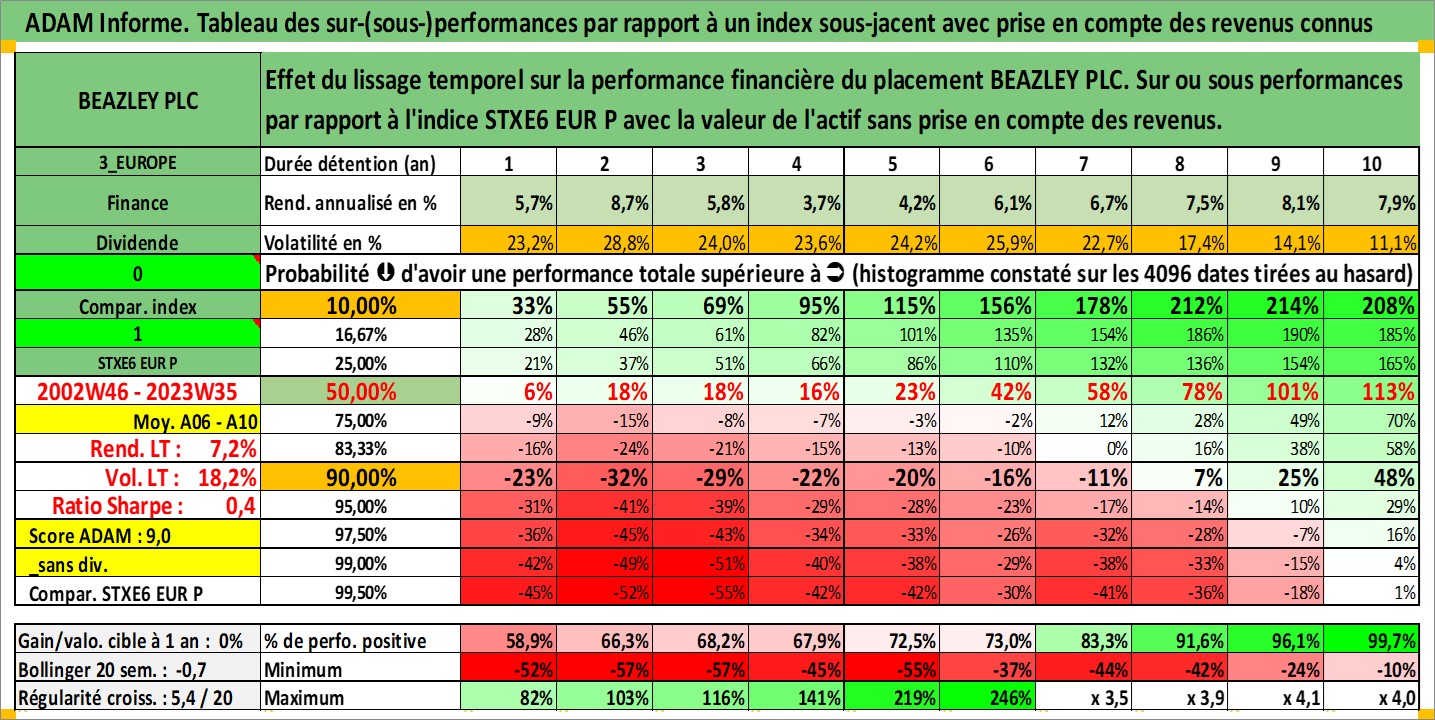 ADAM Informe. Tableau des sur-(sous-)performances par rapport à un index sous-jacent avec prise en compte des revenus connus
BEAZLEY PLC
Effet du lissage temporel sur la performance financière du placement BEAZLEY PLC. Sur ou sous performances
par rapport à l'indice STXE6 EUR P avec la valeur de l'actif sans prise en compte des revenus.
3_EUROPE Durée détention (an) 1 2 3 4 5 6 7 8 9 10
Finance Rend. annualisé en % 5,7% 8,7% 5,8% 3,7% 4,2% 6,1% 6,7% 7,5% 8,1% 7,9%
Dividende Volatilité en % 23,2% 28,8% 24,0% 23,6% 24,2% 25,9% 22,7% 17,4% 14,1% 11,1%
0 Probabilité ⬇ d'avoir une performance totale supérieure à ➲ (histogramme constaté sur les 4096 dates tirées au hasard)
Compar. index 10,00% 33% 55% 69% 95% 115% 156% 178% 212% 214% 208%
1 16,67% 28% 46% 61% 82% 101% 135% 154% 186% 190% 185%
STXE6 EUR P 25,00% 21% 37% 51% 66% 86% 110% 132% 136% 154% 165%
2002W46 - 2023W35 50,00% 6% 18% 18% 16% 23% 42% 58% 78% 101% 113%
Moy. A06 - A10 75,00% -9% -15% -8% -7% -3% -2% 12% 28% 49% 70%
Rend. LT : 7,2% 83,33% -16% -24% -21% -15% -13% -10% 0% 16% 38% 58%
Vol. LT : 18,2% 90,00% -23% -32% -29% -22% -20% -16% -11% 7% 25% 48%
Ratio Sharpe : 0,4 95,00% -31% -41% -39% -29% -28% -23% -17% -14% 10% 29%
Score ADAM : 9,0 97,50% -36% -45% -43% -34% -33% -26% -32% -28% -7% 16%
_sans div. 99,00% -42% -49% -51% -40% -38% -29% -38% -33% -15% 4%
Compar. STXE6 EUR P 99,50% -45% -52% -55% -42% -42% -30% -41% -36% -18% 1%
Gain/valo. cible à 1 an : 0% % de perfo. positive 58,9% 66,3% 68,2% 67,9% 72,5% 73,0% 83,3% 91,6% 96,1% 99,7%
Bollinger 20 sem. : -0,7 Minimum -52% -57% -57% -45% -55% -37% -44% -42% -24% -10%
Régularité croiss. : 5,4 / 20 Maximum 82% 103% 116% 141% 219% 246% x 3,5 x 3,9 x 4,1 x 4,0